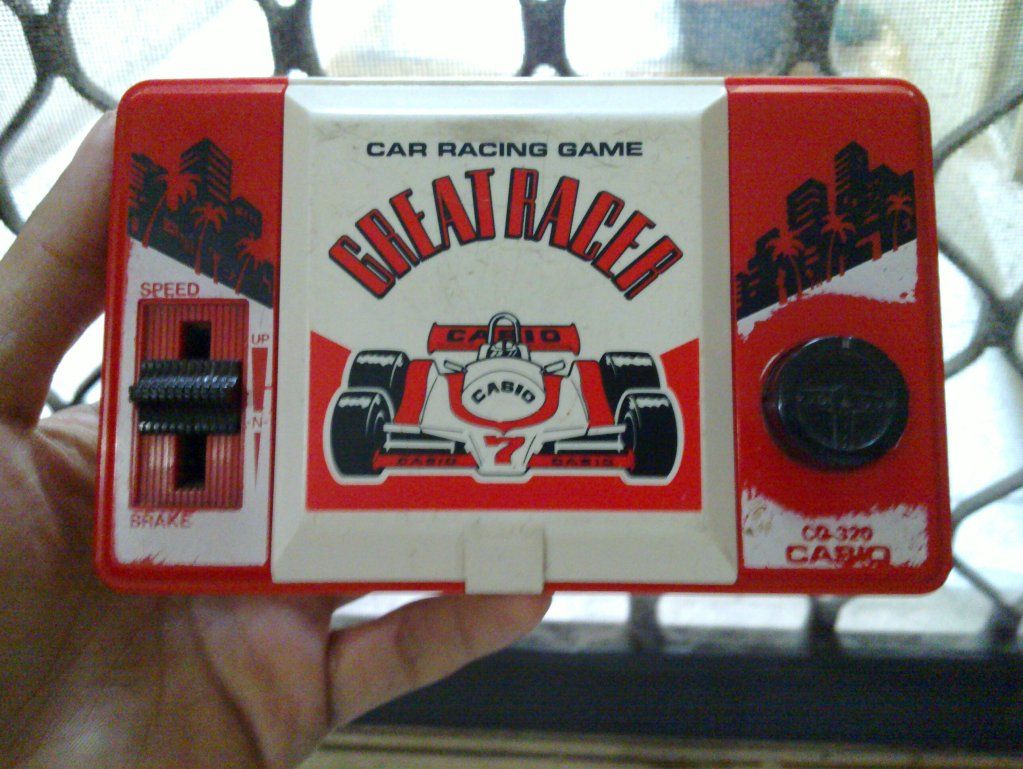 CAR RACING GAME
GREAT RACER
SPEED
UP
-N-
BRAKE
CASIO
CASIO
7
CASIO CASIO
CG-320
CASIO